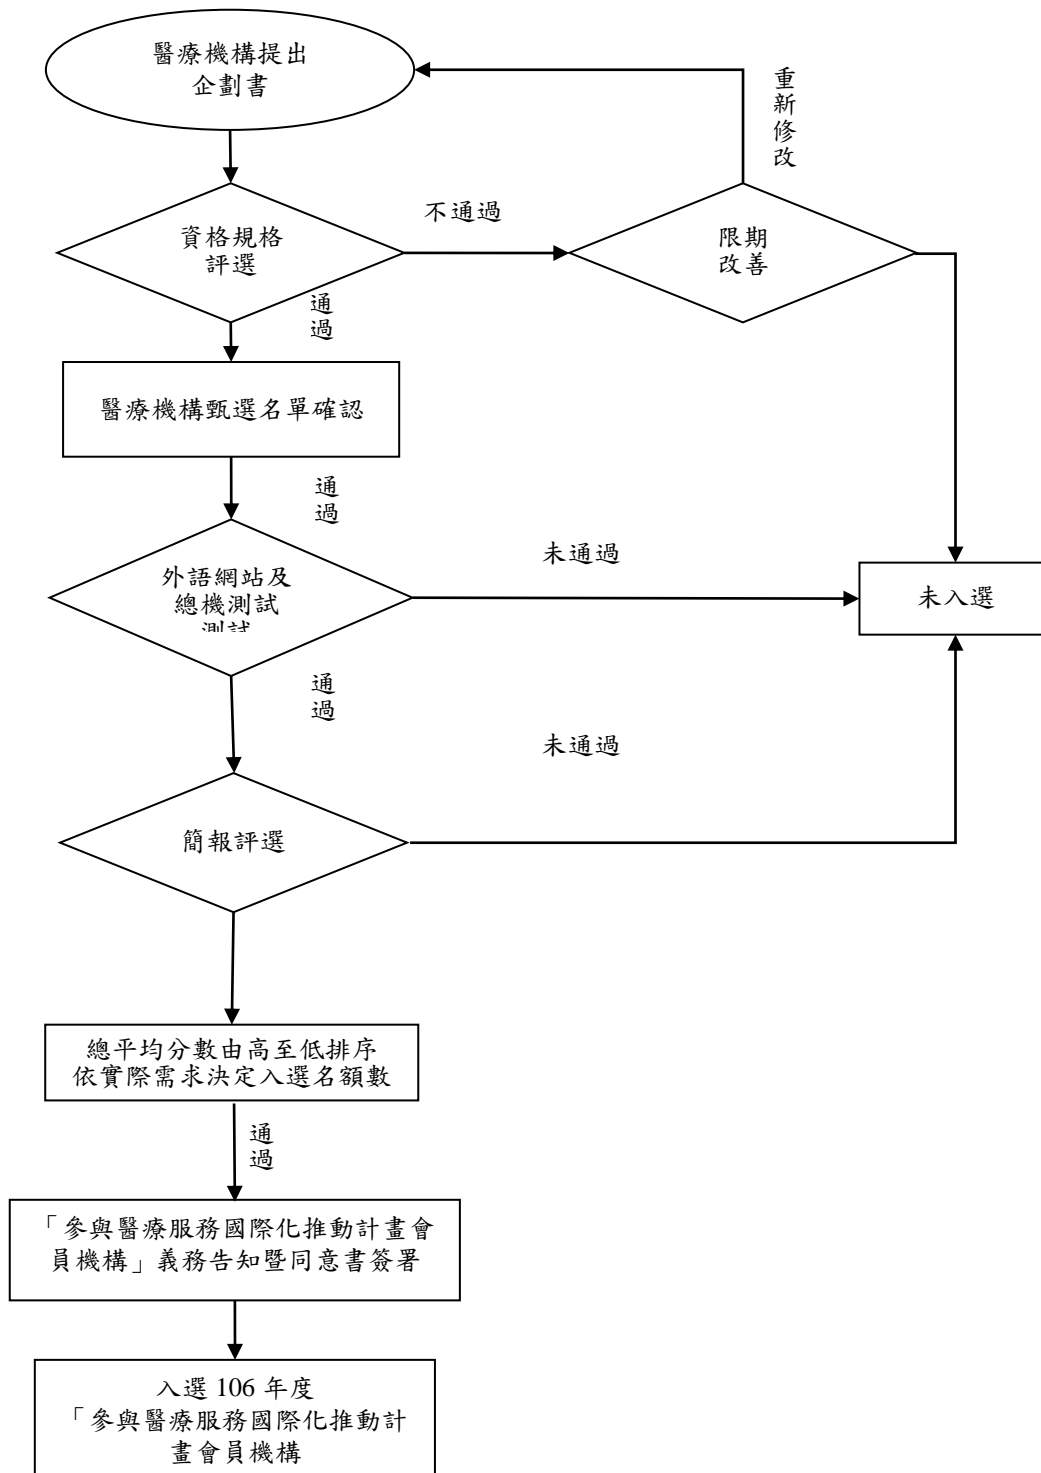 醫療機構提出
企劃書
重新修改
不通過
資格規格
評選
限期
改善
通過
醫療機構甄選名單確認
通過
外語網站及
總機測試
測試
未通過
未入選
通過
未通過
簡報評選
總平均分數由高至低排序
依實際需求決定入選名額數
通過
「參與醫療服務國際化推動計畫會
員機構」義務告知暨同意書簽署
入選 106 年度
「參與醫療服務國際化推動計
畫會員機構